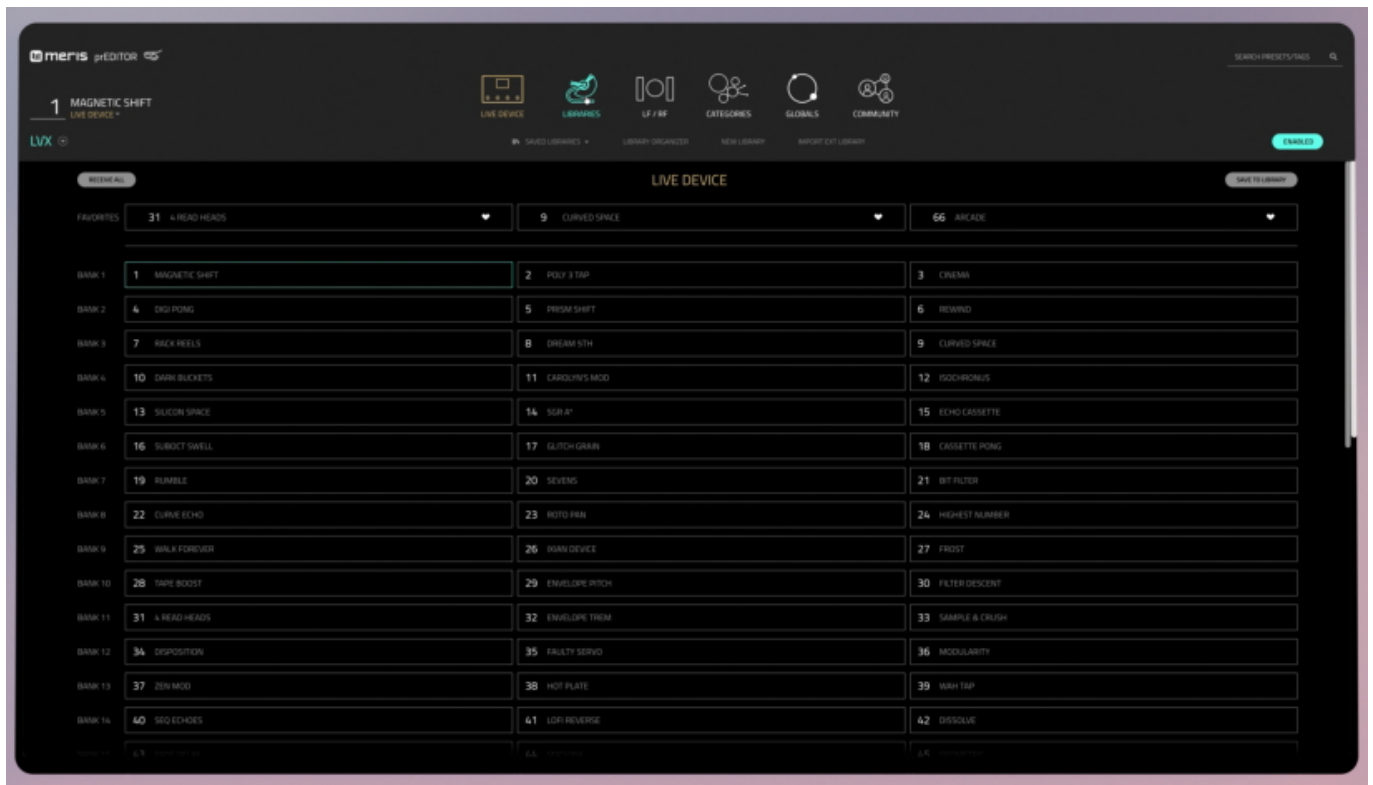 meris prEDITOR
SEARCH PRESETS/TAGS
1 MAGNETIC SHIFT
LIVE DEVICE
LIVE DEVICE LIBRARIES LF / RF CATEGORIES GLOBALS COMMUNITY
LVX
SAVED LIBRARIES LIBRARY ORGANIZER NEW LIBRARY IMPORT EXT LIBRARY ENABLED
RECEIVE ALL LIVE DEVICE SAVE TO LIBRARY
FAVORITES 31 4 READ HEADS 9 CURVED SPACE 66 ARCADE
BANK 1 1 MAGNETIC SHIFT 2 POLY 3 TAP 3 CINEMA
BANK 2 4 DIGI PONG 5 PRISM SHIFT 6 REWIND
BANK 3 7 RACK REELS 8 DREAM 5TH 9 CURVED SPACE
BANK 4 10 DARK BUCKETS 11 CAROLYN'S MOD 12 ISOCHRONUS
BANK 5 13 SILICON SPACE 14 SGR A* 15 ECHO CASSETTE
BANK 6 16 SUBOCT SWELL 17 GLITCH GRAIN 18 CASSETTE PONG
BANK 7 19 RUMBLE 20 SEVENS 21 BIT FILTER
BANK 8 22 CURVE ECHO 23 ROTO PAN 24 HIGHEST NUMBER
BANK 9 25 WALK FOREVER 26 IXIAN DEVICE 27 FROST
BANK 10 28 TAPE BOOST 29 ENVELOPE PITCH 30 FILTER DESCENT
BANK 11 31 4 READ HEADS 32 ENVELOPE TREM 33 SAMPLE & CRUSH
BANK 12 34 DISPOSITION 35 FAULTY SERVO 36 MODULARITY
BANK 13 37 ZEN MOD 38 HOT PLATE 39 WAH TAP
BANK 14 40 SEQ ECHOES 41 LOFI REVERSE 42 DISSOLVE
43 44 45